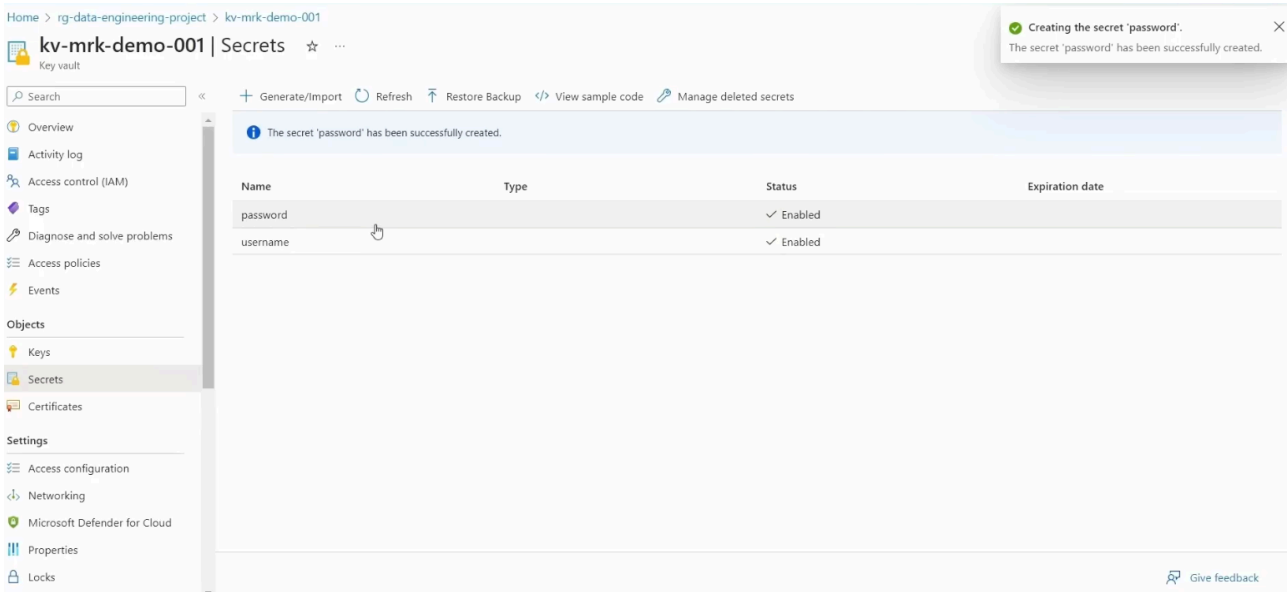 Home > rg-data-engineering-project > kv-mrk-demo-001
kv-mrk-demo-001 | Secrets
Key vault
Creating the secret 'password'.
The secret 'password' has been successfully created.
Search
Generate/Import Refresh Restore Backup View sample code Manage deleted secrets
Overview
The secret 'password' has been successfully created.
Activity log
Access control (IAM)
Tags
Diagnose and solve problems
Access policies
Events
Objects
Keys
Secrets
Certificates
Settings
Access configuration
Networking
Microsoft Defender for Cloud
Properties
Locks
Name Type Status Expiration date
password Enabled
username Enabled
Give feedback